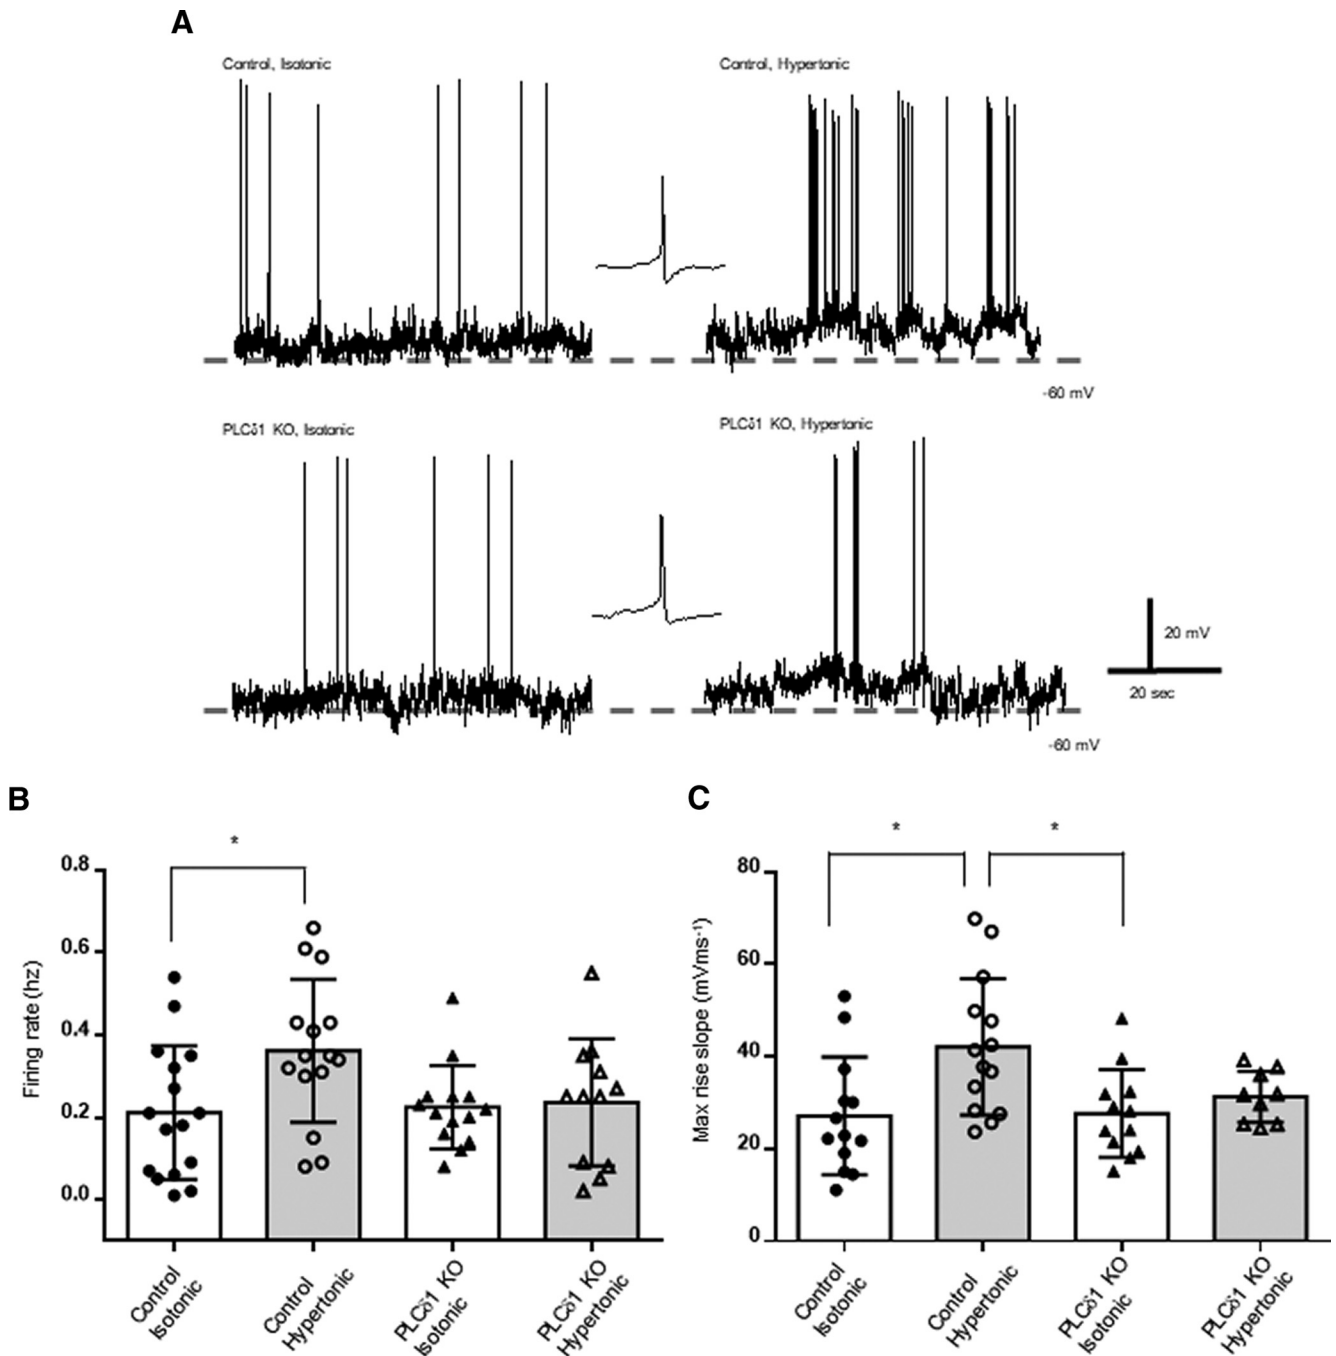 A
Control, Isotonic
Control, Hypertonic
-60 mV
PLCδ1 KO, Isotonic
PLCδ1 KO, Hypertonic
20 mV
20 sec
-60 mV
B
*
0.8
0.6
0.4
0.2
0.0
Firing rate (hz)
Control
Isotonic
Control
Hypertonic
PLCδ1 KO
Isotonic
PLCδ1 KO
Hypertonic
C
*
*
80
60
40
20
0
Max rise slope (mVms-1)
Control
Isotonic
Control
Hypertonic
PLCδ1 KO
Isotonic
PLCδ1 KO
Hypertonic